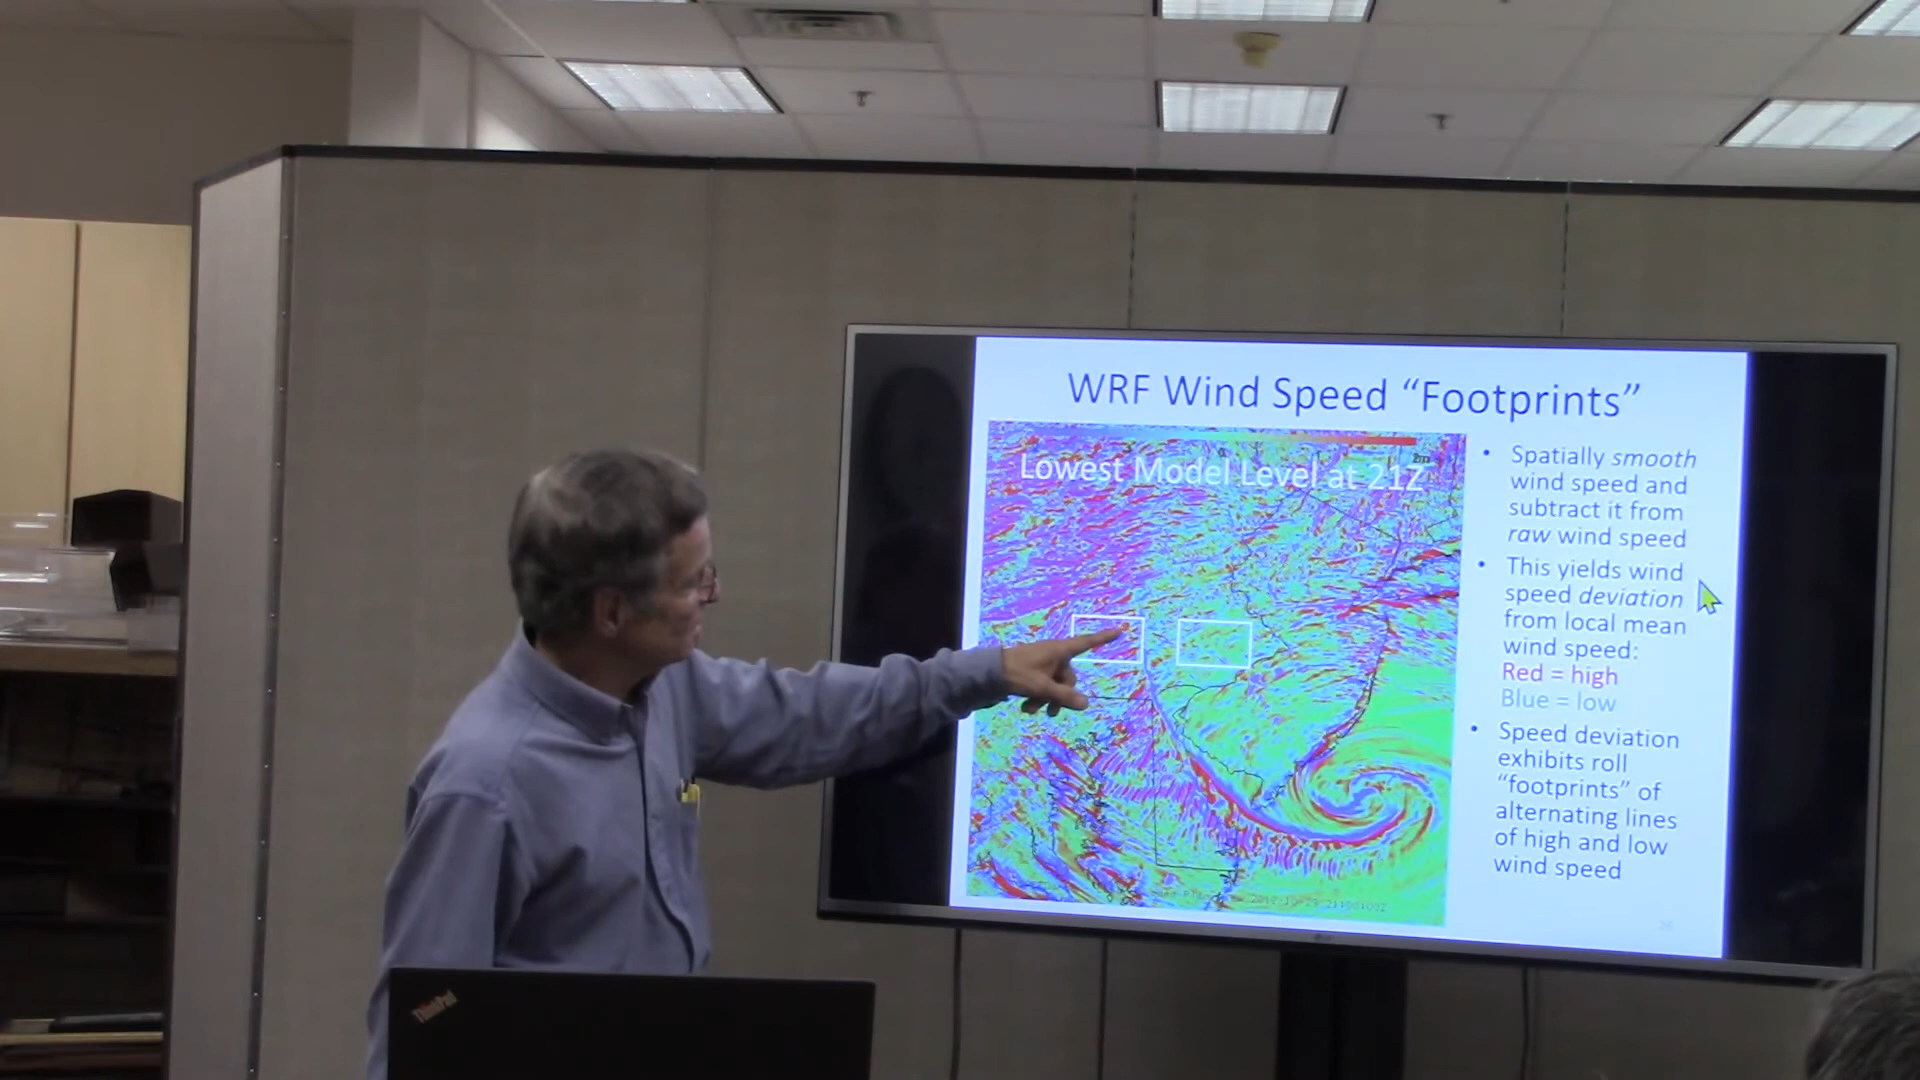 WRF Wind Speed “Footprints”
Lowest Model Level at 21Z
• Spatially smooth
wind speed and
subtract it from
raw wind speed
• This yields wind
speed deviation
from local mean
wind speed:
Red = high
Blue = low
• Speed deviation
exhibits roll
“footprints” of
alternating lines
of high and low
wind speed
ThinkPad